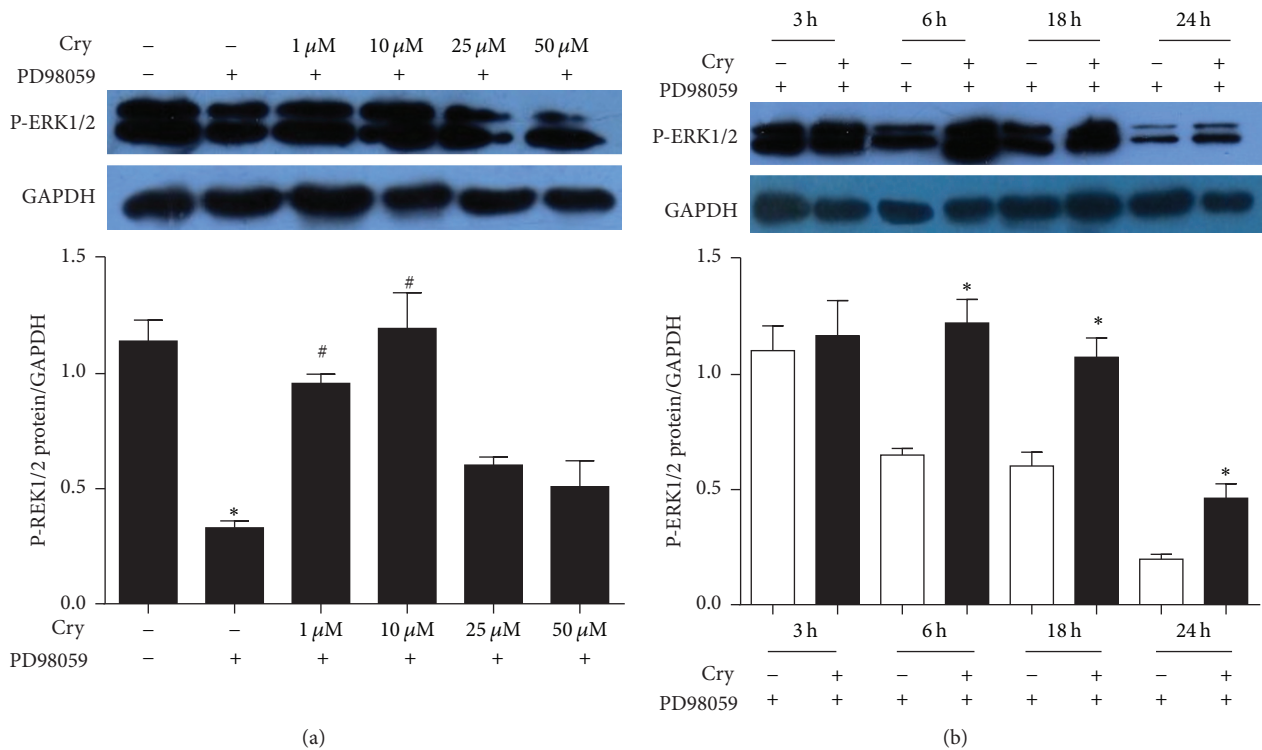 Cry – – 1 μM 10 μM 25 μM 50 μM
PD98059 – + + + + +
P-ERK1/2
GAPDH
P-REK1/2 protein/GAPDH
1.5
1.0
0.5
0.0
*
#
#
Cry – – 1 μM 10 μM 25 μM 50 μM
PD98059 – + + + + +
(a)
3 h 6 h 18 h 24 h
Cry – + – + – + – +
PD98059 + + + + + + + +
P-ERK1/2
GAPDH
P-ERK1/2 protein/GAPDH
1.5
1.0
0.5
0.0
*
*
*
3 h 6 h 18 h 24 h
Cry – + – + – + – +
PD98059 + + + + + + + +
(b)